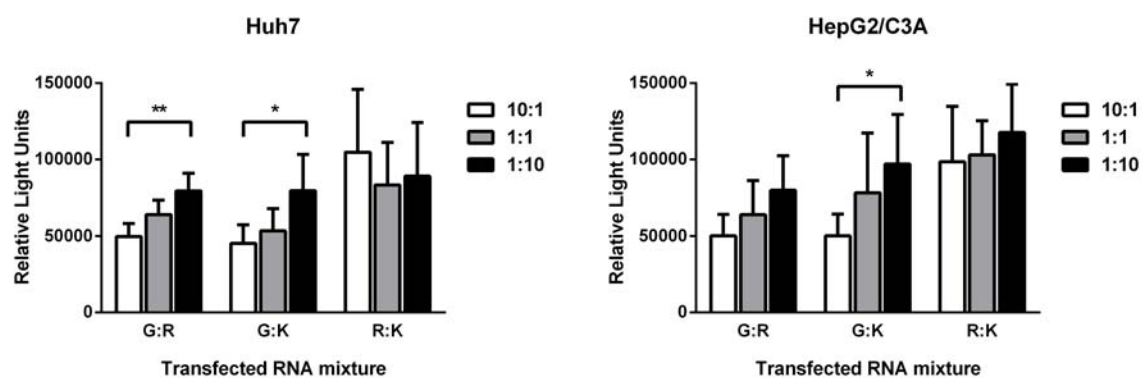 Huh7
150000
100000
50000
0
Relative Light Units
**
*
10:1
1:1
1:10
G:R
G:K
R:K
Transfected RNA mixture
HepG2/C3A
150000
100000
50000
0
Relative Light Units
*
10:1
1:1
1:10
G:R
G:K
R:K
Transfected RNA mixture